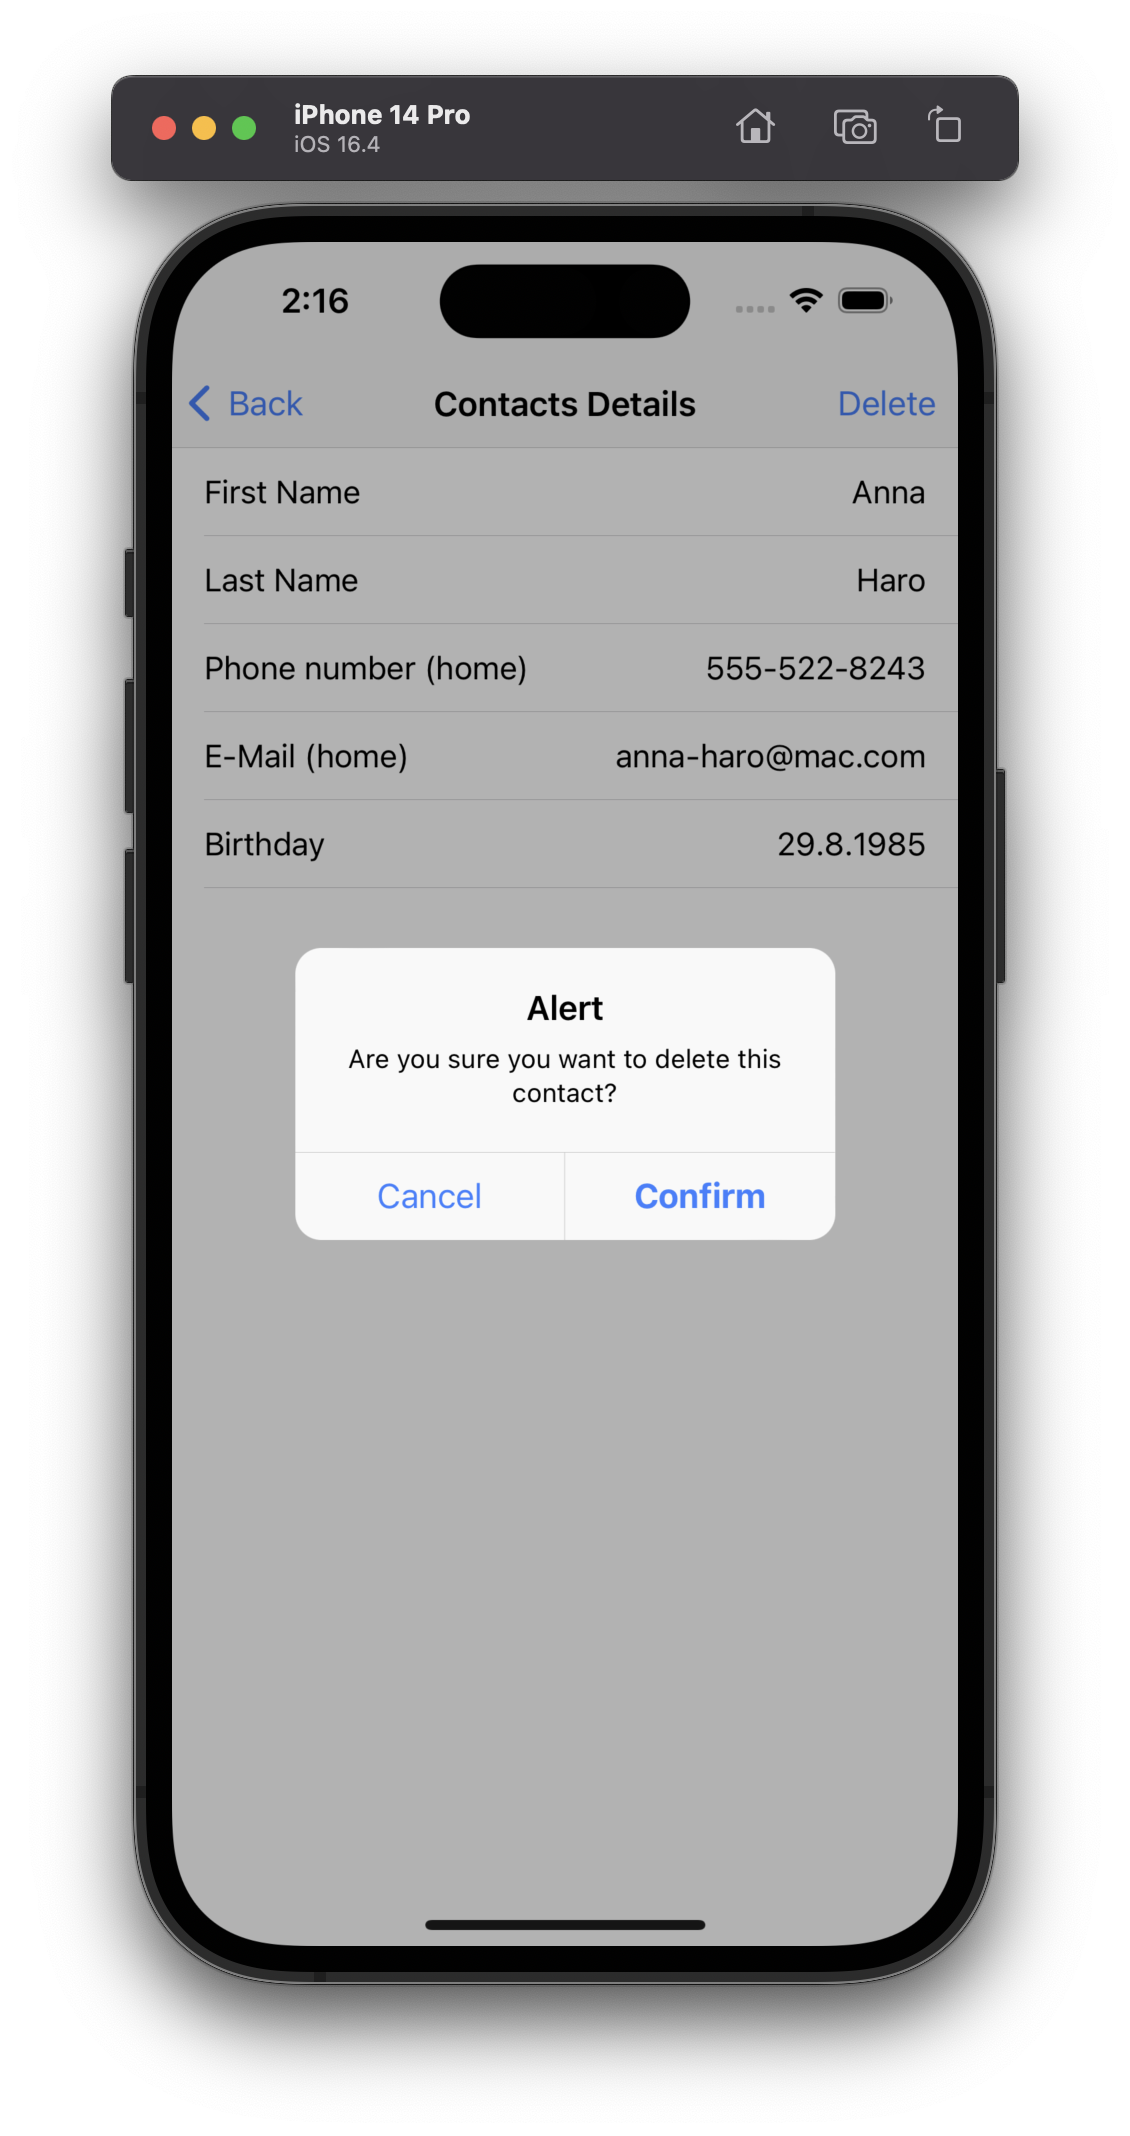 iPhone 14 Pro
iOS 16.4
2:16
Back Contacts Details Delete
First Name Anna
Last Name Haro
Phone number (home) 555-522-8243
E-Mail (home) anna-haro@mac.com
Birthday 29.8.1985
Alert
Are you sure you want to delete this
contact?
Cancel Confirm